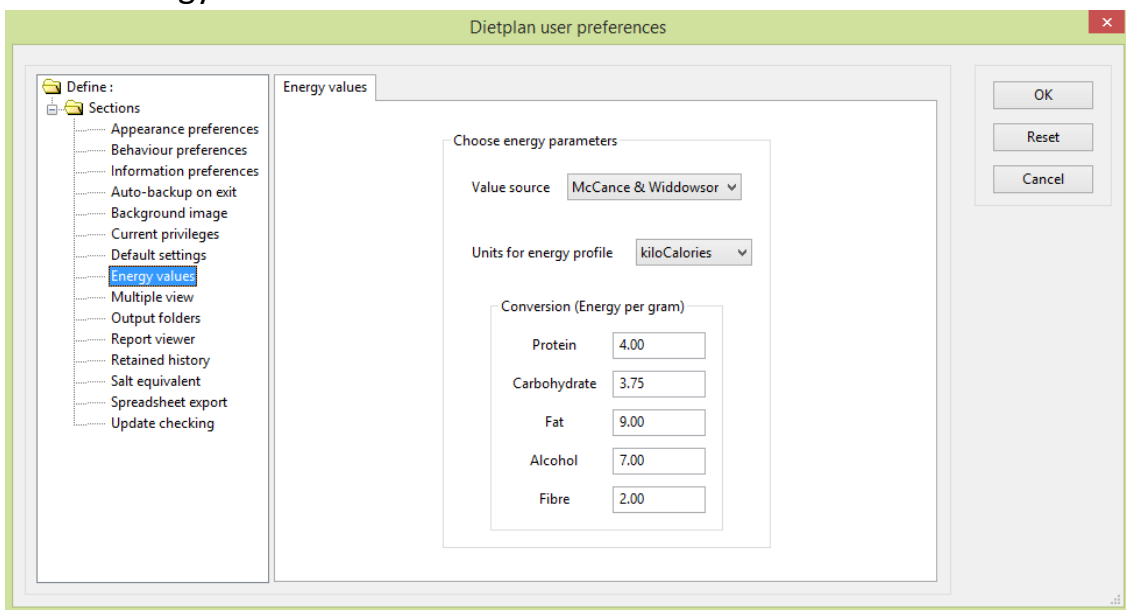 Dietplan user preferences
Define :
Sections
Appearance preferences
Behaviour preferences
Information preferences
Auto-backup on exit
Background image
Current privileges
Default settings
Energy values
Multiple view
Output folders
Report viewer
Retained history
Salt equivalent
Spreadsheet export
Update checking
Energy values
Choose energy parameters
Value source McCance & Widdowsor
Units for energy profile kiloCalories
Conversion (Energy per gram)
Protein 4.00
Carbohydrate 3.75
Fat 9.00
Alcohol 7.00
Fibre 2.00
OK
Reset
Cancel